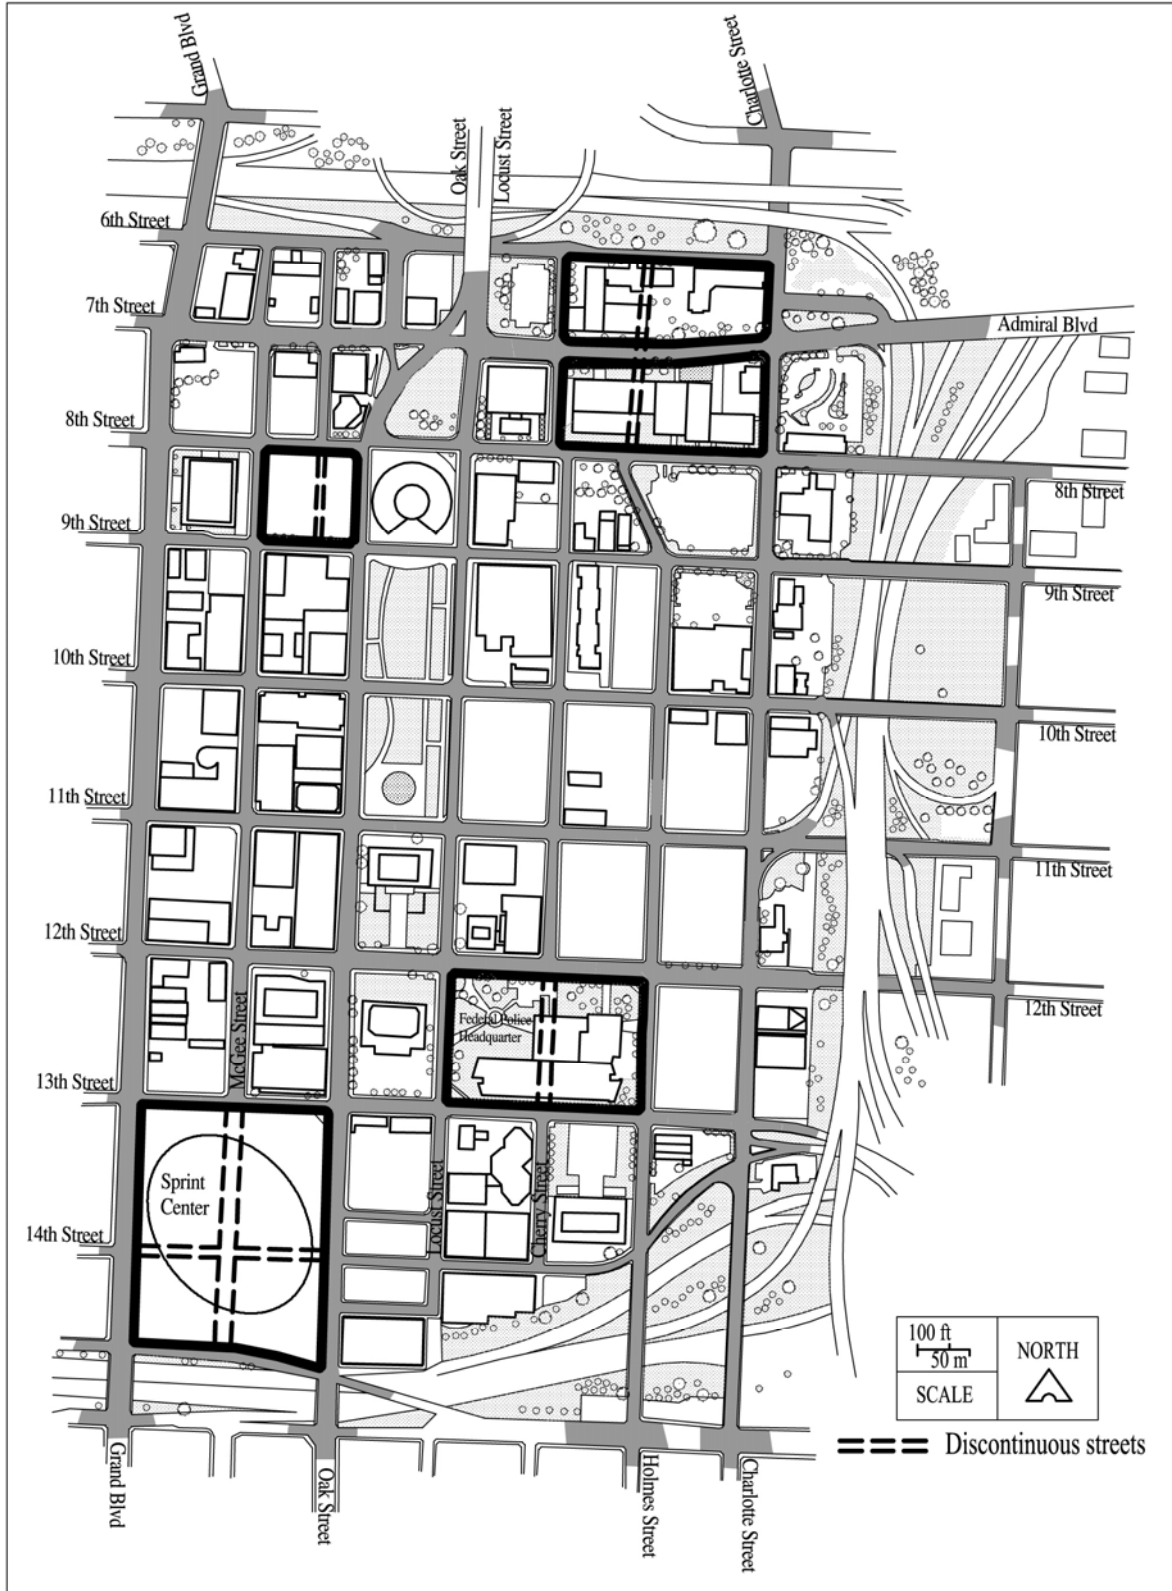 Grand Blvd
Charlotte Street
Oak Street
Locust Street
6th Street
7th Street
Admiral Blvd
8th Street
8th Street
9th Street
9th Street
10th Street
10th Street
11th Street
11th Street
12th Street
12th Street
Federal Police
Headquarter
McGee Street
13th Street
Sprint
Center
Locust Street
Cherry Street
14th Street
100 ft
50 m
NORTH
SCALE
Discontinuous streets
Grand Blvd
Oak Street
Holmes Street
Charlotte Street